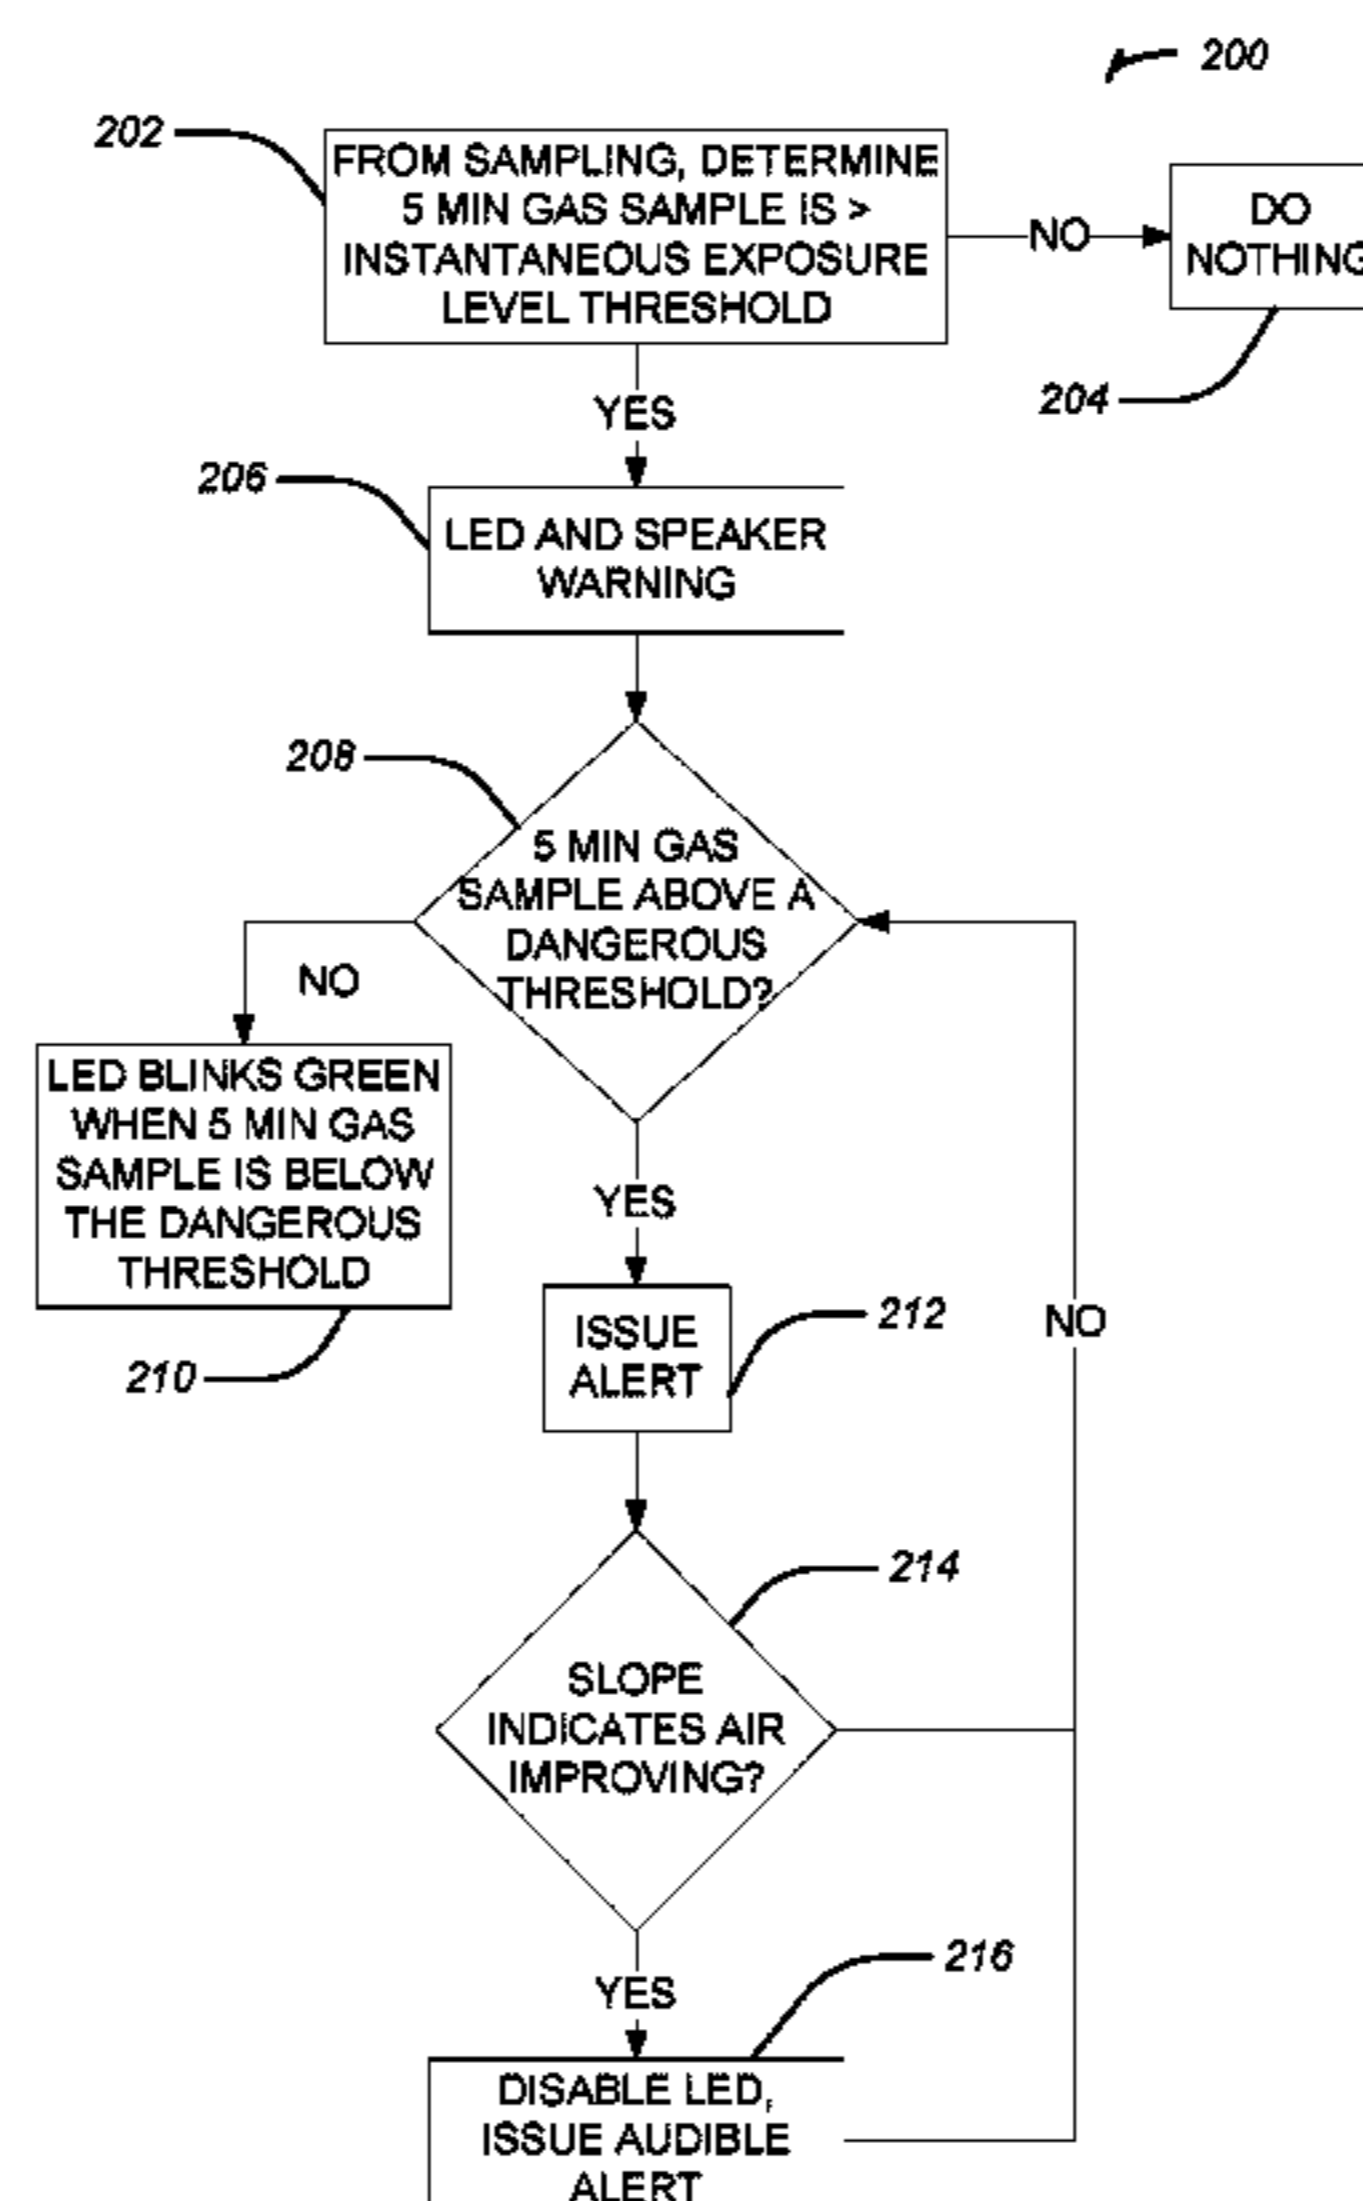 200
202
FROM SAMPLING, DETERMINE
5 MIN GAS SAMPLE IS >
INSTANTANEOUS EXPOSURE
LEVEL THRESHOLD
NO
DO
NOTHING
204
YES
206
LED AND SPEAKER
WARNING
208
5 MIN GAS
SAMPLE ABOVE A
DANGEROUS
THRESHOLD?
NO
LED BLINKS GREEN
WHEN 5 MIN GAS
SAMPLE IS BELOW
THE DANGEROUS
THRESHOLD
210
YES
ISSUE
ALERT
212
NO
214
SLOPE
INDICATES AIR
IMPROVING?
YES
216
DISABLE LED,
ISSUE AUDIBLE
ALERT